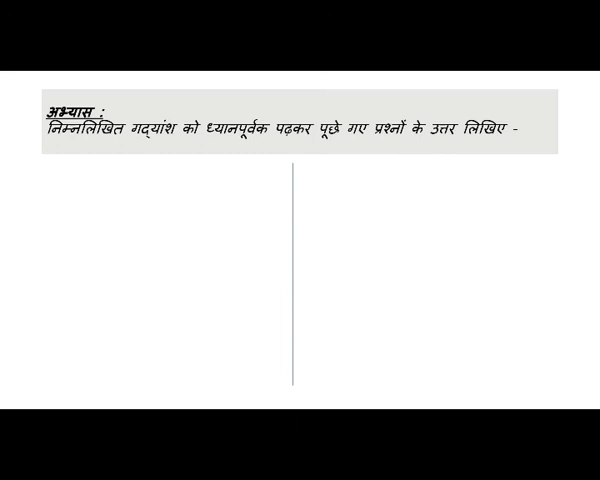 अभ्यास :
निम्नलिखित गद्यांश को ध्यानपूर्वक पढ़कर पूछे गए प्रश्नों के उत्तर लिखिए -